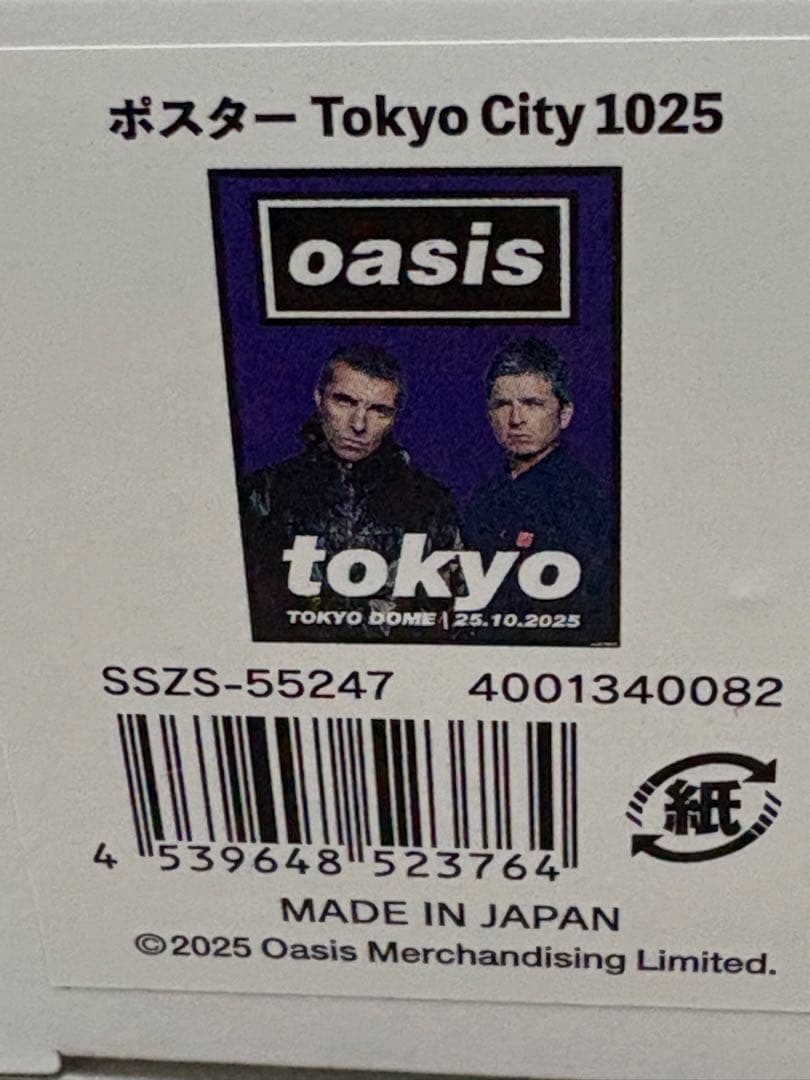 ポスター Tokyo City 1025
oasis
tokyo
TOKYO DOME | 25.10.2025
SSZS-55247 4001340082
4 539648 523764
紙
MADE IN JAPAN
©2025 Oasis Merchandising Limited.